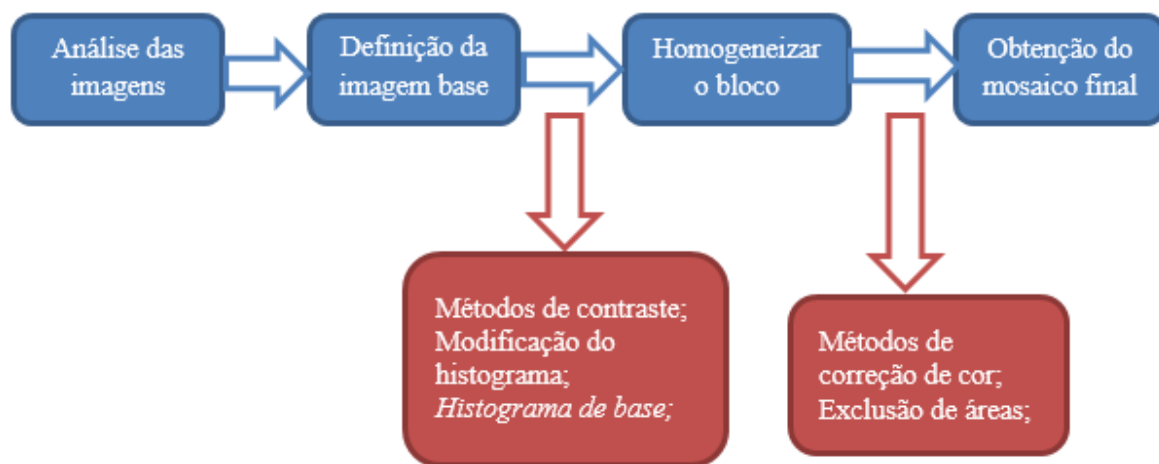 Análise das
imagens
Definição da
imagem base
Homogeneizar
o bloco
Obtenção do
mosaico final
Métodos de contraste;
Modificação do
histograma;
Histograma de base;
Métodos de
correção de cor;
Exclusão de áreas;